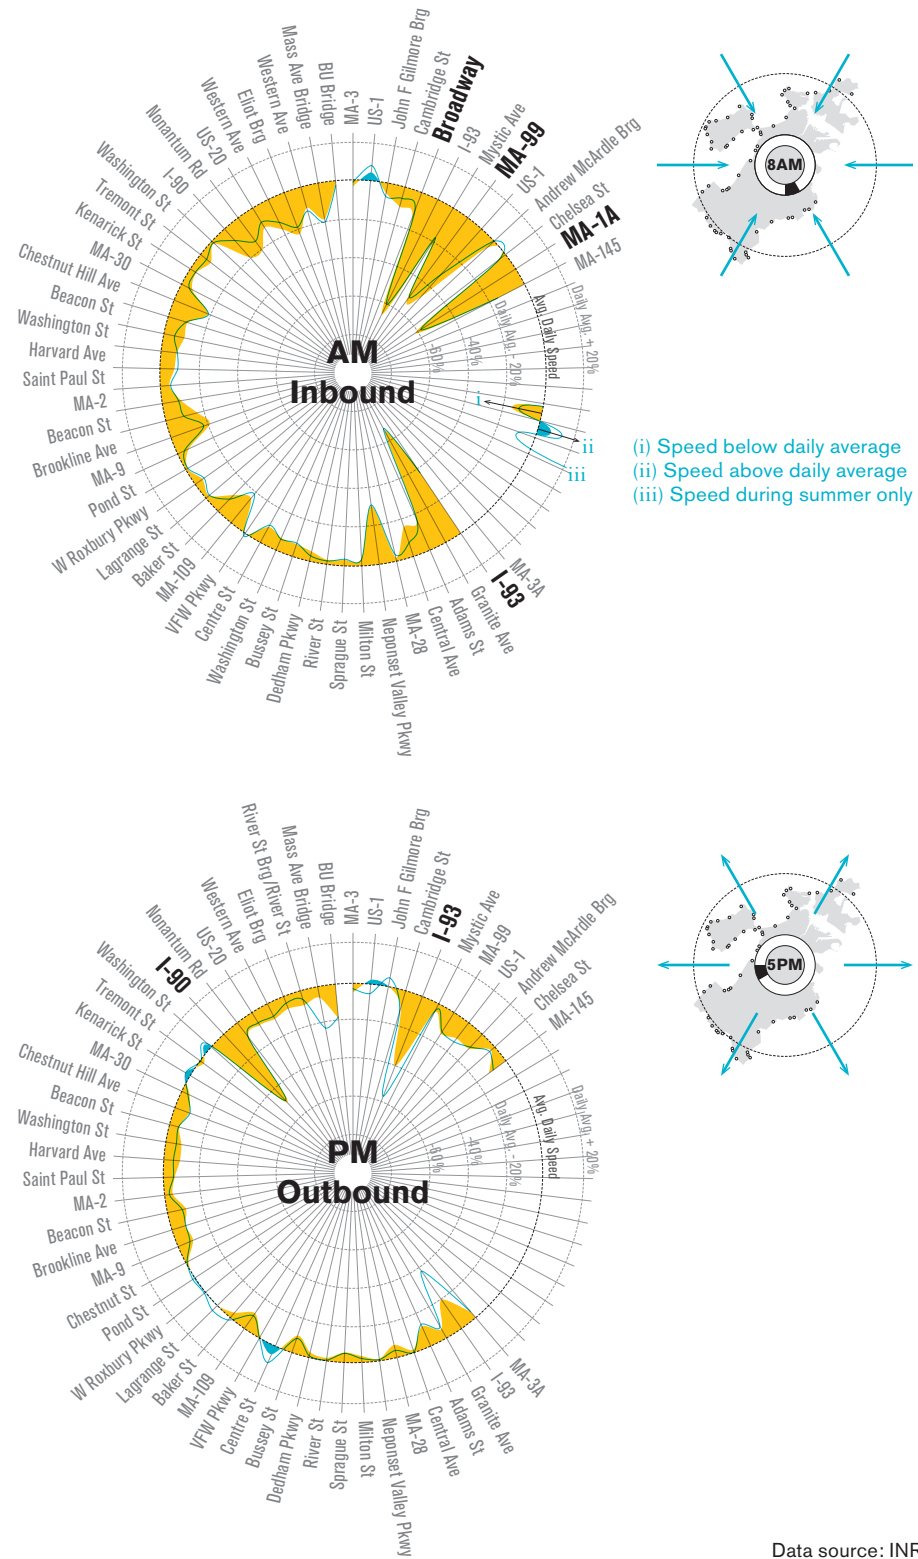 MA-3
US-1
John F Gilmore Brg
Cambridge St
Broadway
I-93
Mystic Ave
MA-99
US-1
Andrew McArdle Brg
Chelsea St
MA-1A
MA-145
Daily Avg. + 20%
Avg. Daily Speed
Daily Avg. - 20%
-40%
-60%
AM
Inbound
i
ii
iii
MA-3A
I-93
Granite Ave
Adams St
Central Ave
MA-28
Neponset Valley Pkwy
Milton St
Sprague St
River St
Dedham Pkwy
Bussey St
Washington St
Centre St
VFW Pkwy
MA-109
Baker St
Lagrange St
W Roxbury Pkwy
Pond St
MA-9
Brookline Ave
Beacon St
MA-2
Saint Paul St
Harvard Ave
Washington St
Beacon St
Chestnut Hill Ave
MA-30
Kenarick St
Tremont St
Washington St
I-90
Nonantum Rd
US-20
Western Ave
Eliot Brg
Western Ave
Mass Ave Bridge
BU Bridge
8AM
(i) Speed below daily average
(ii) Speed above daily average
(iii) Speed during summer only
MA-3
US-1
John F Gilmore Brg
Cambridge St
I-93
Mystic Ave
MA-99
US-1
Andrew McArdle Brg
Chelsea St
MA-145
Daily Avg. + 20%
Avg. Daily Speed
Daily Avg. - 20%
-40%
-60%
PM
Outbound
MA-3A
I-93
Granite Ave
Adams St
Central Ave
MA-28
Neponset Valley Pkwy
Milton St
Sprague St
River St
Dedham Pkwy
Bussey St
Centre St
VFW Pkwy
MA-109
Baker St
Lagrange St
W Roxbury Pkwy
Pond St
Chestnut St
MA-9
Brookline Ave
Beacon St
MA-2
Saint Paul St
Harvard Ave
Washington St
Beacon St
Chestnut Hill Ave
MA-30
Kenarick St
Tremont St
Washington St
I-90
Nonantum Rd
US-20
Western Ave
Eliot Brg
River St Brg/River St
Mass Ave Bridge
BU Bridge
5PM
Data source: INR